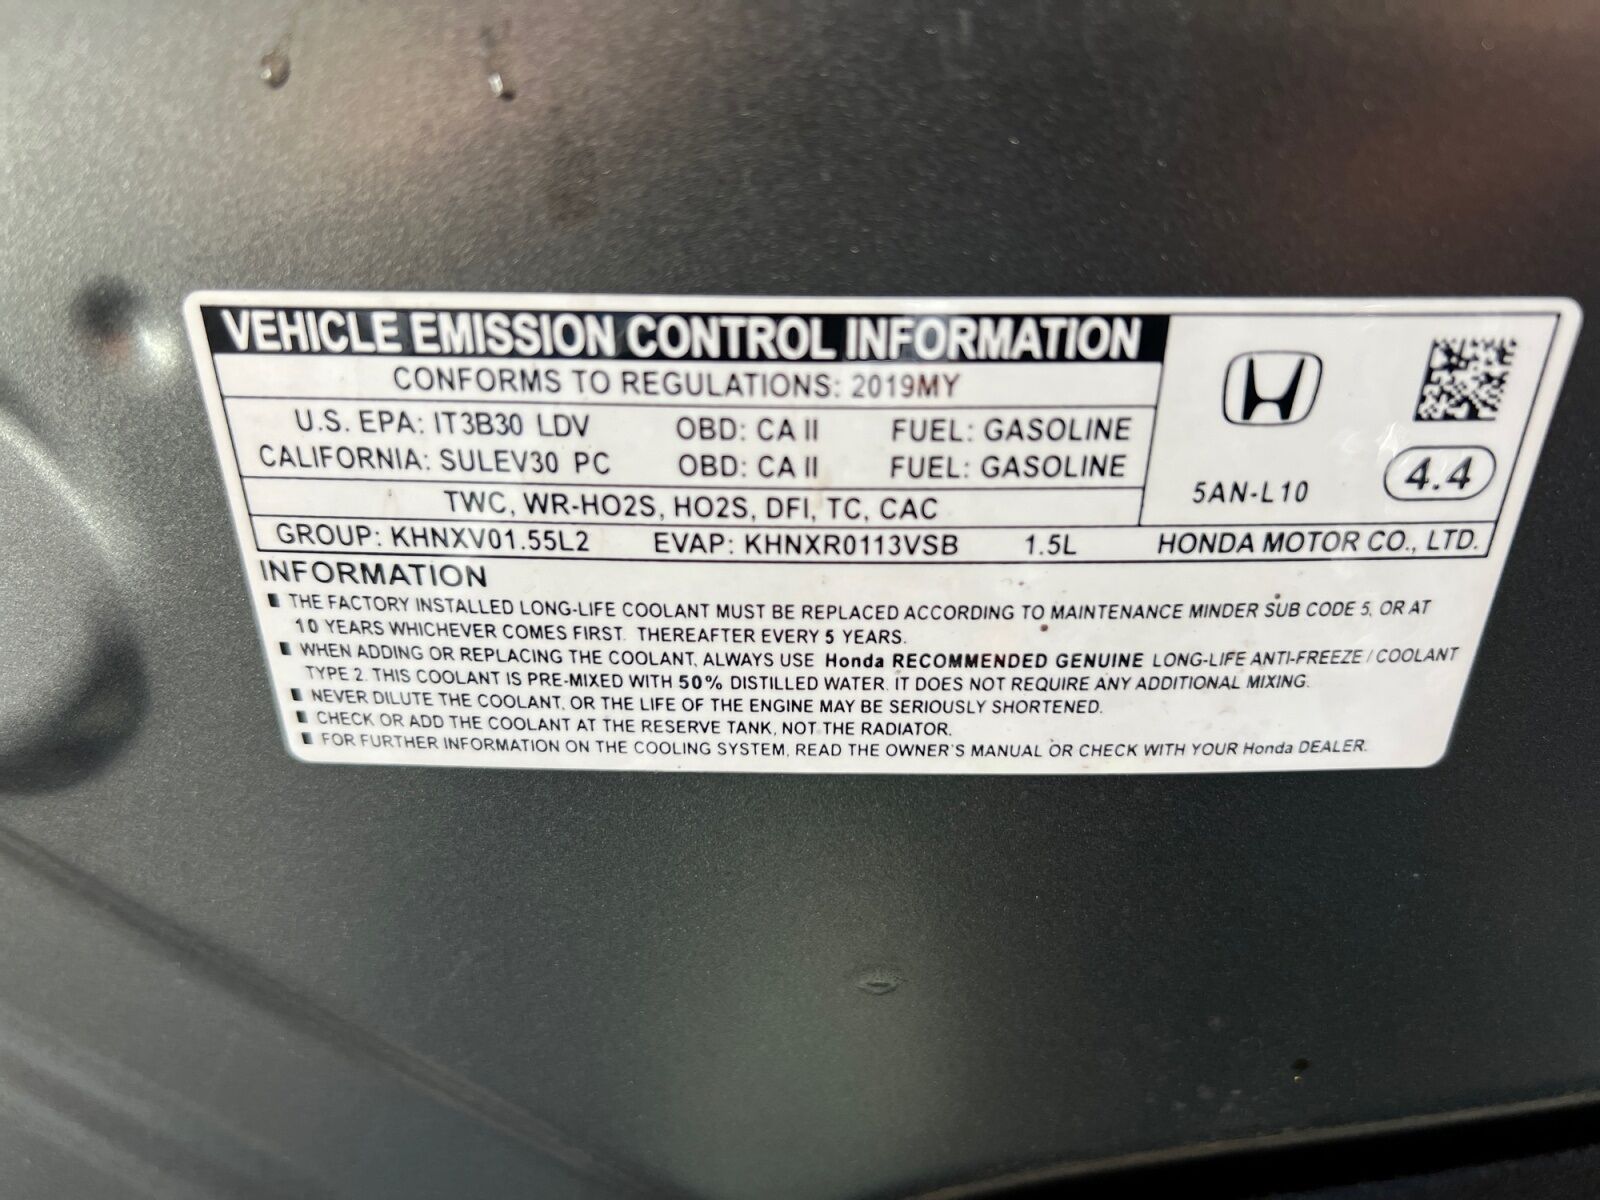 VEHICLE EMISSION CONTROL INFORMATION
CONFORMS TO REGULATIONS: 2019MY
U.S. EPA: IT3B30 LDV OBD: CA II FUEL: GASOLINE
CALIFORNIA: SULEV30 PC OBD: CA II FUEL: GASOLINE
5AN-L10 4.4
TWC, WR-HO2S, HO2S, DFI, TC, CAC
GROUP: KHNXV01.55L2 EVAP: KHNXR0113VSB 1.5L HONDA MOTOR CO., LTD.
INFORMATION
THE FACTORY INSTALLED LONG-LIFE COOLANT MUST BE REPLACED ACCORDING TO MAINTENANCE MINDER SUB CODE 5, OR AT
10 YEARS WHICHEVER COMES FIRST. THEREAFTER EVERY 5 YEARS.
WHEN ADDING OR REPLACING THE COOLANT, ALWAYS USE Honda RECOMMENDED GENUINE LONG-LIFE ANTI-FREEZE / COOLANT
TYPE 2. THIS COOLANT IS PRE-MIXED WITH 50% DISTILLED WATER. IT DOES NOT REQUIRE ANY ADDITIONAL MIXING.
NEVER DILUTE THE COOLANT, OR THE LIFE OF THE ENGINE MAY BE SERIOUSLY SHORTENED.
CHECK OR ADD THE COOLANT AT THE RESERVE TANK, NOT THE RADIATOR.
FOR FURTHER INFORMATION ON THE COOLING SYSTEM, READ THE OWNER'S MANUAL OR CHECK WITH YOUR Honda DEALER.